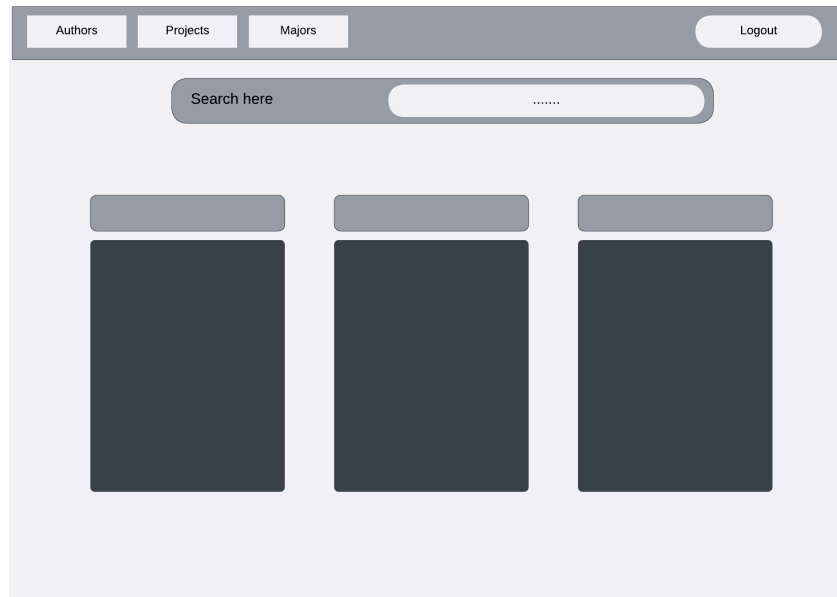 Authors
Projects
Majors
Logout
Search here
.......